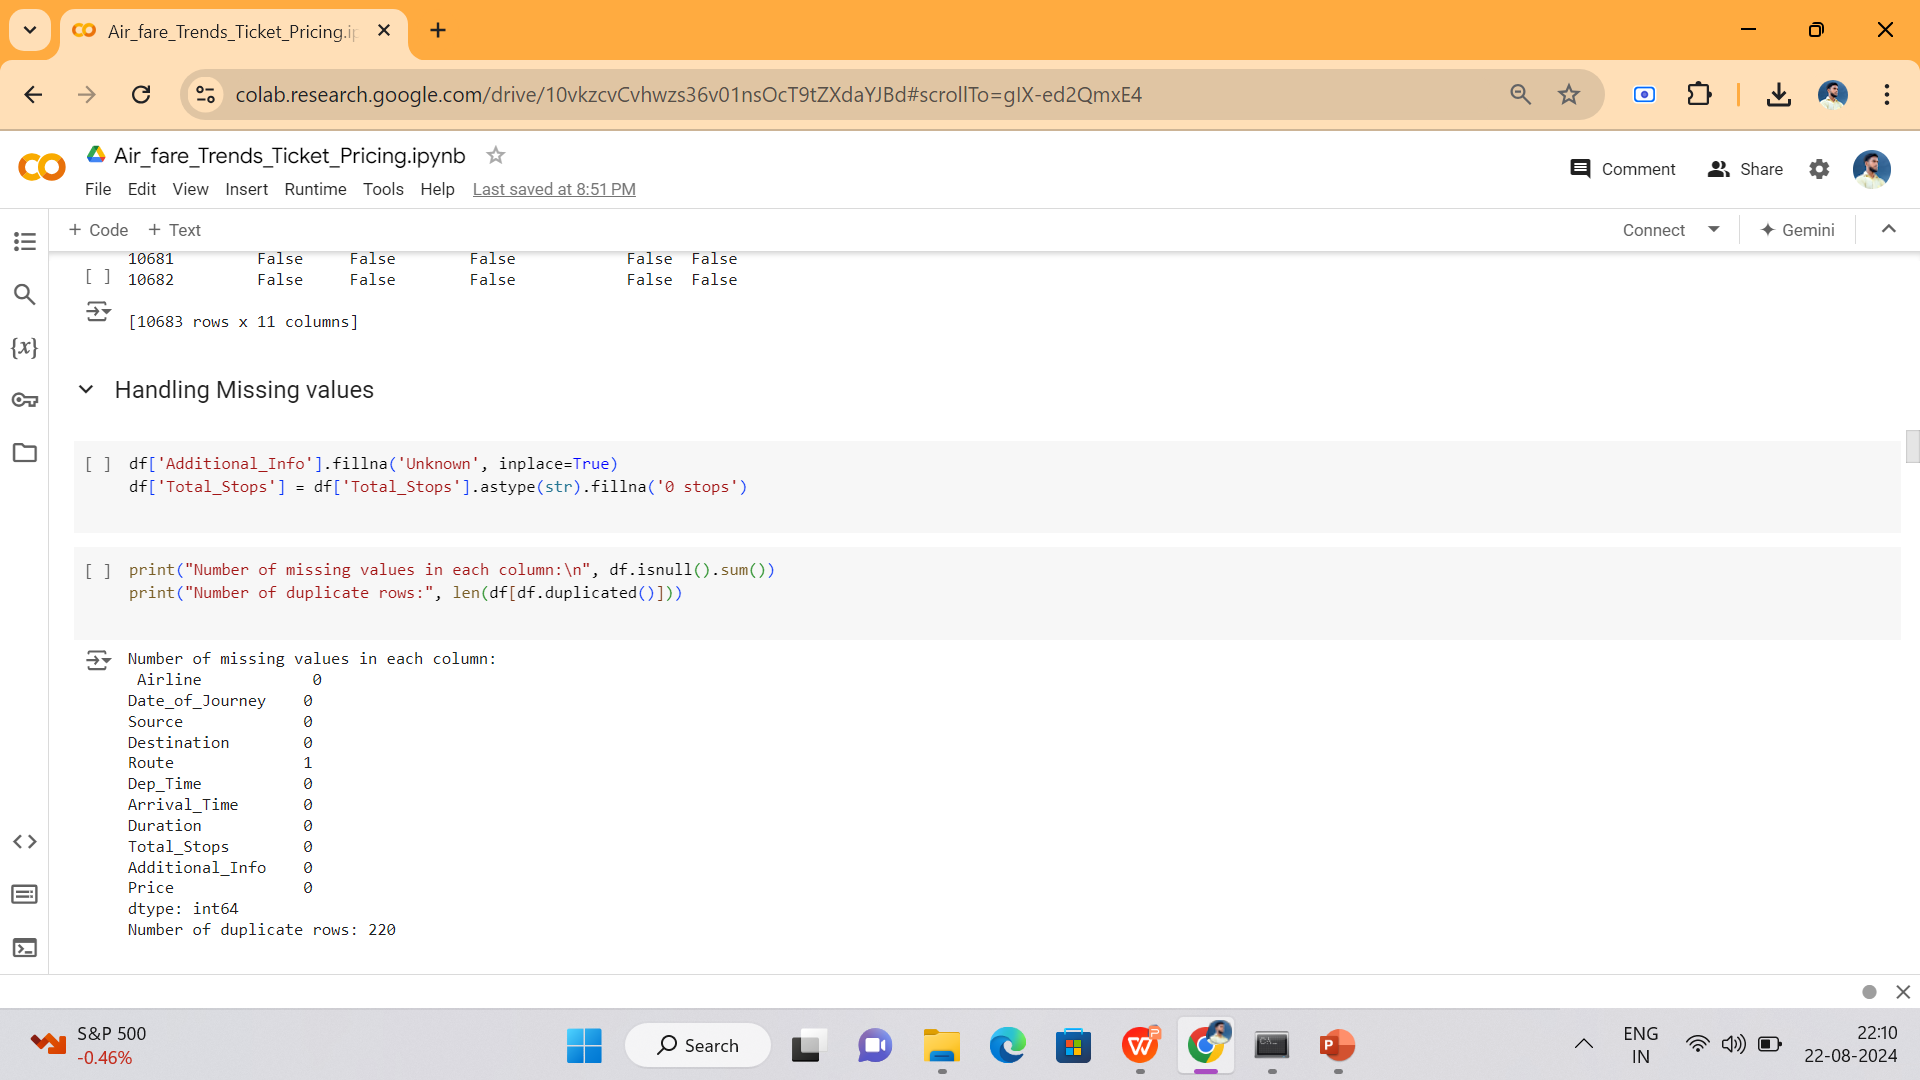 Air_fare_Trends_Ticket_Pricing.ip
colab.research.google.com/drive/10vkzcvCvhwzs36v01nsOcT9tZXdaYJBd#scrollTo=gIX-ed2QmxE4
Air_fare_Trends_Ticket_Pricing.ipynb
Comment Share
File Edit View Insert Runtime Tools Help Last saved at 8:51 PM
+ Code + Text Connect Gemini
10681 False False False False False
[ ] 10682 False False False False False
[10683 rows x 11 columns]
{x}
Handling Missing values
[ ] df['Additional_Info'].fillna('Unknown', inplace=True)
df['Total_Stops'] = df['Total_Stops'].astype(str).fillna('0 stops')
[ ] print("Number of missing values in each column:\n", df.isnull().sum())
print("Number of duplicate rows:", len(df[df.duplicated()]))
Number of missing values in each column:
Airline 0
Date_of_Journey 0
Source 0
Destination 0
Route 1
Dep_Time 0
Arrival_Time 0
Duration 0
Total_Stops 0
Additional_Info 0
Price 0
dtype: int64
Number of duplicate rows: 220
S&P 500
-0.46%
Search
ENG
IN
22:10
22-08-2024